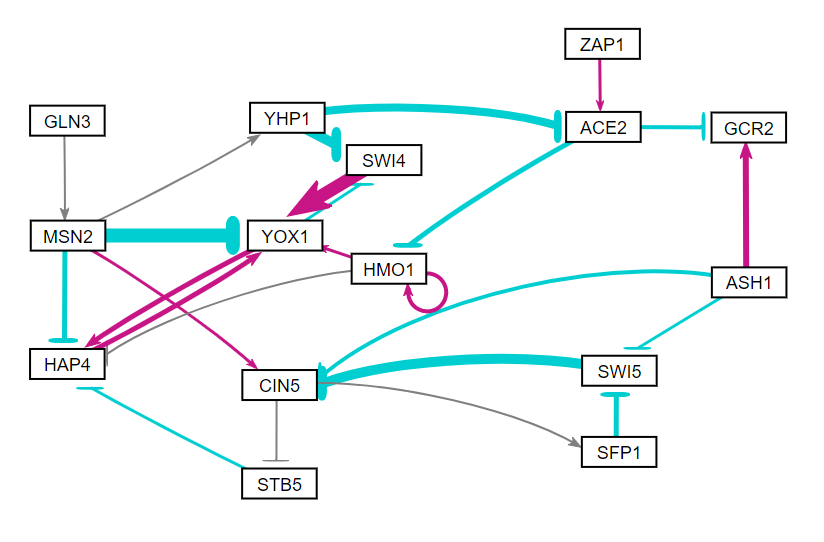 ZAP1
GLN3
YHP1
ACE2
GCR2
SWI4
MSN2
YOX1
HMO1
ASH1
HAP4
CIN5
SWI5
SFP1
STB5